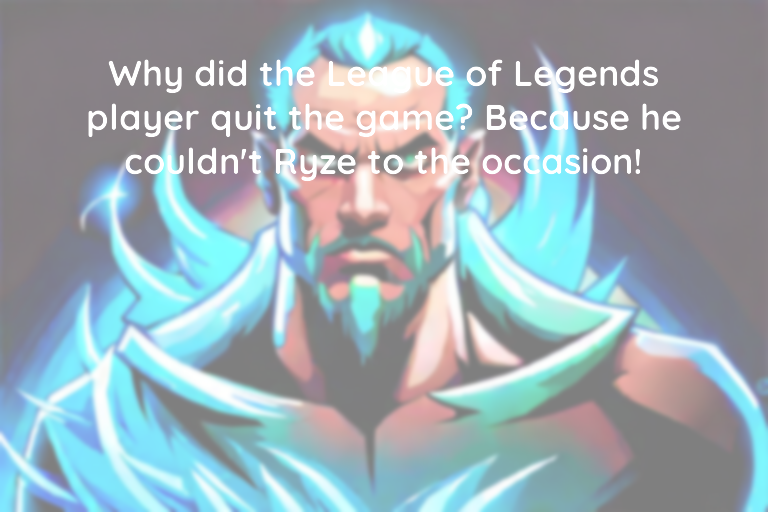 Why did the League of Legends
player quit the game? Because he
couldn't Ryze to the occasion!